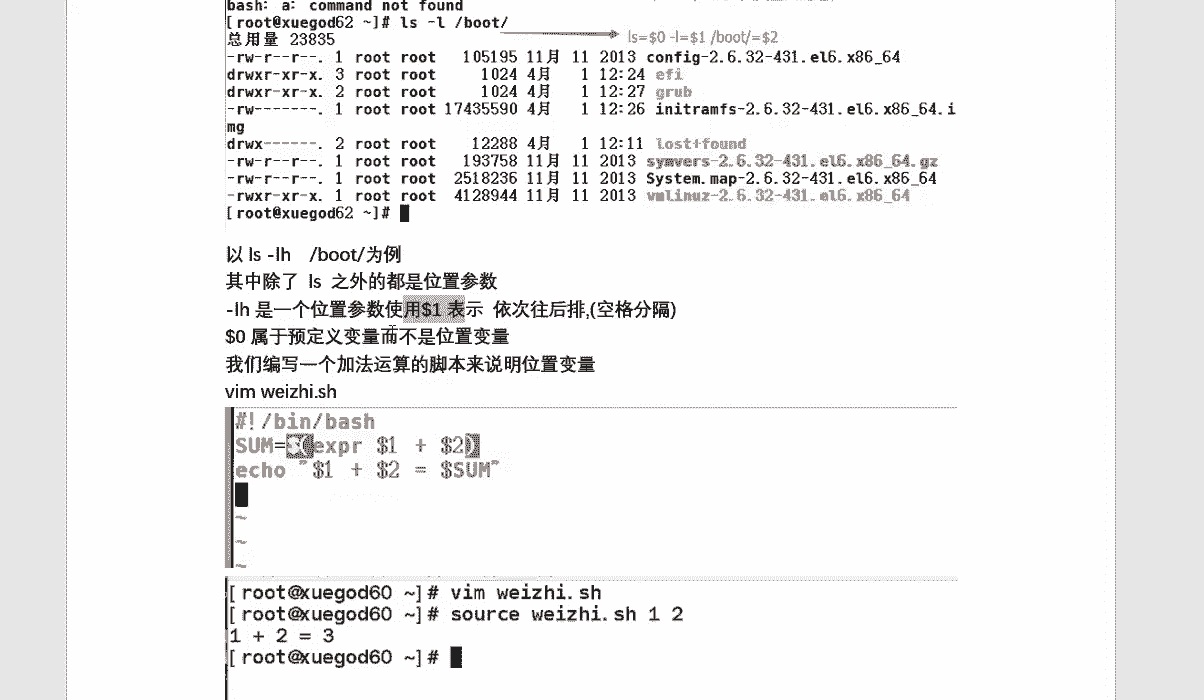 bash: a: command not found
[root@xuegod62 ~]# ls -l /boot/
ls=$0 -l=$1 /boot/=$2
总用量 23835
-rw-r--r--. 1 root root 105195 11月 11 2013 config-2.6.32-431.el6.x86_64
drwxr-xr-x. 3 root root 1024 4月 1 12:24 efi
drwxr-xr-x. 2 root root 1024 4月 1 12:27 grub
-rw-------. 1 root root 17435590 4月 1 12:26 initramfs-2.6.32-431.el6.x86_64.i
mg
drwx------. 2 root root 12288 4月 1 12:11 lost+found
-rw-r--r--. 1 root root 193758 11月 11 2013 symvers-2.6.32-431.el6.x86_64.gz
-rw-r--r--. 1 root root 2518236 11月 11 2013 System.map-2.6.32-431.el6.x86_64
-rwxr-xr-x. 1 root root 4128944 11月 11 2013 vmlinuz-2.6.32-431.el6.x86_64
[root@xuegod62 ~]#
以 ls -lh /boot/为例
其中除了 ls 之外的都是位置参数
-lh 是一个位置参数使用$1 表示 依次往后排,(空格分隔)
$0 属于预定义变量而不是位置变量
我们编写一个加法运算的脚本来说明位置变量
vim weizhi.sh
#!/bin/bash
SUM=$(expr $1 + $2)
echo "$1 + $2 = $SUM"
~
~
~
[root@xuegod60 ~]# vim weizhi.sh
[root@xuegod60 ~]# source weizhi.sh 1 2
1 + 2 = 3
[root@xuegod60 ~]#